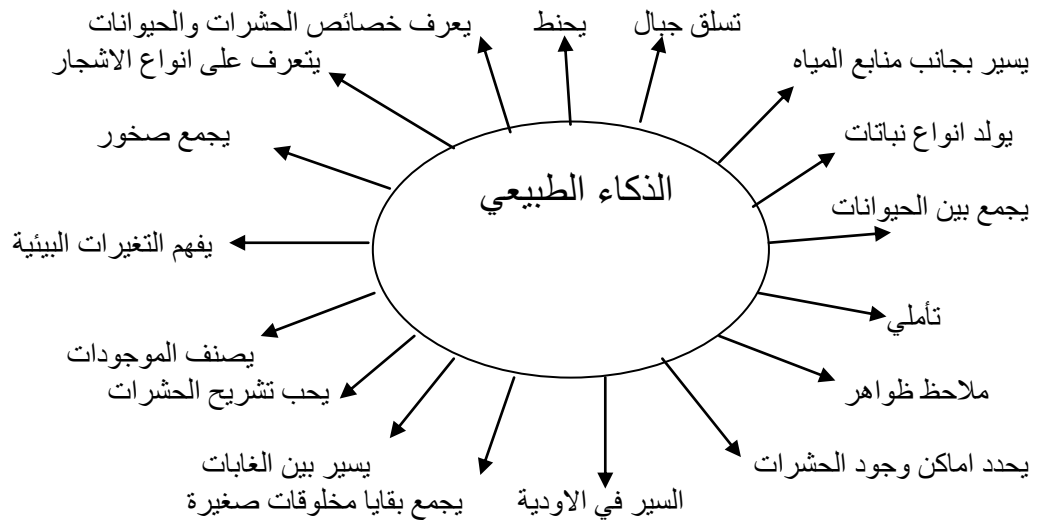 تسلق جبال
يحنط
يعرف خصائص الحشرات والحيوانات
يتعرف على انواع الاشجار
يسير بجانب منابع المياه
يولد انواع نباتات
يجمع صخور
الذكاء الطبيعي
يجمع بين الحيوانات
يفهم التغيرات البيئية
تأملي
يصنف الموجودات
ملاحظ ظواهر
يحب تشريح الحشرات
يحدد اماكن وجود الحشرات
يسير بين الغابات
السير في الاودية
يجمع بقايا مخلوقات صغيرة